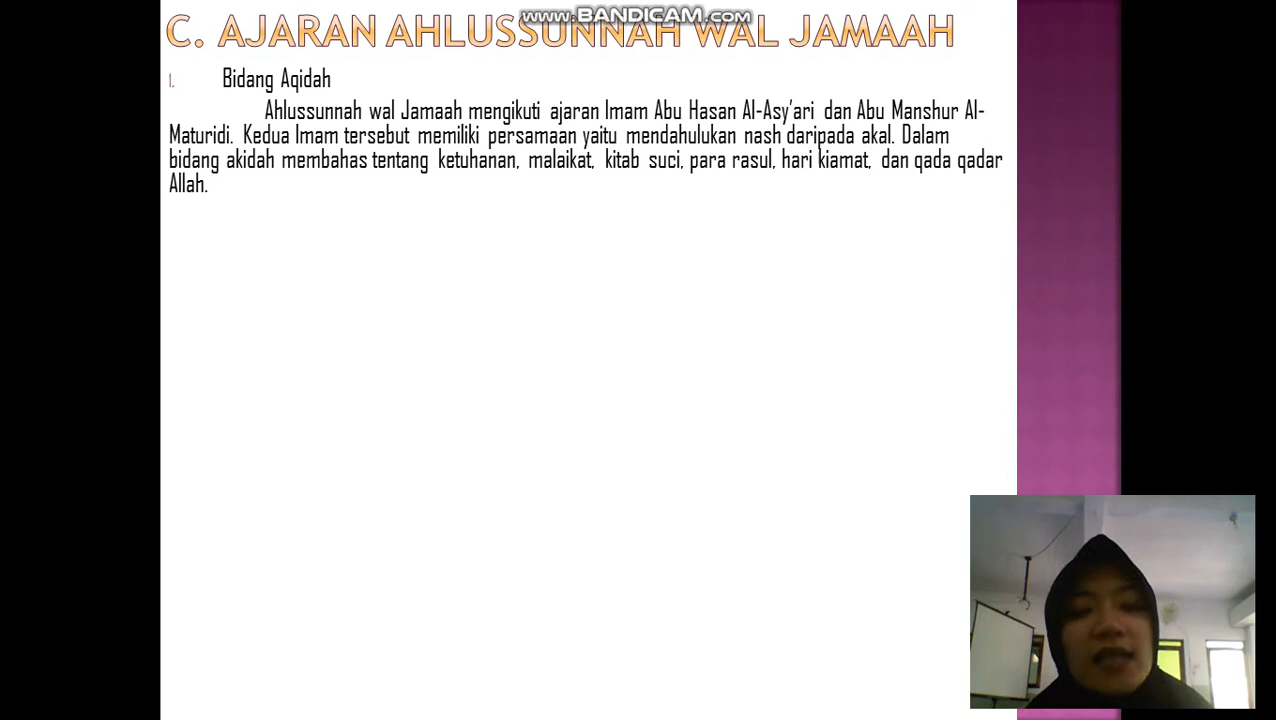 www.BANDICAM.com
C. AJARAN AHLUSSUNNAH WAL JAMAAH
1. Bidang Aqidah
Ahlussunnah wal Jamaah mengikuti ajaran Imam Abu Hasan Al-Asy’ari dan Abu Manshur Al-
Maturidi. Kedua Imam tersebut memiliki persamaan yaitu mendahulukan nash daripada akal. Dalam
bidang akidah membahas tentang ketuhanan, malaikat, kitab suci, para rasul, hari kiamat, dan qada qadar
Allah.